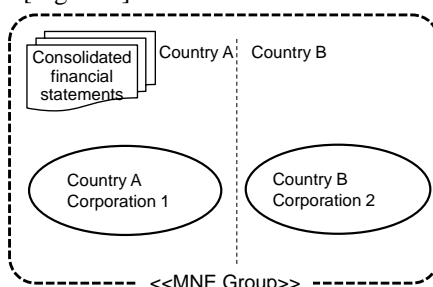 Consolidated
financial
statements
Country A
Country B
Country A
Corporation 1
Country B
Corporation 2
<<MNE Group>>